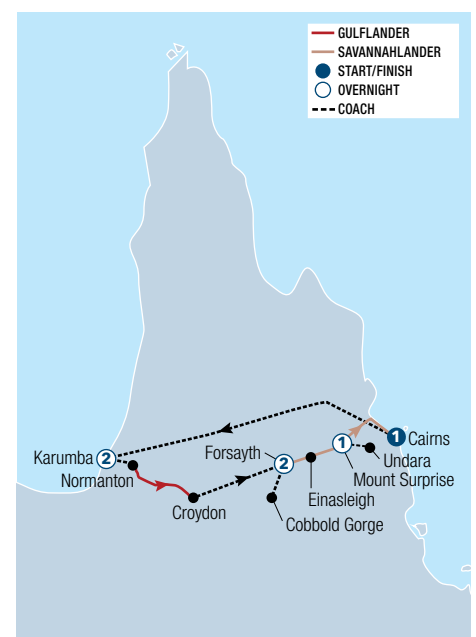 GULFLANDER
SAVANNAHLANDER
START/FINISH
OVERNIGHT
COACH
1 Cairns
Karumba 2
Forsayth
1
Undara
Normanton
2
Mount Surprise
Einasleigh
Croydon
Cobbold Gorge